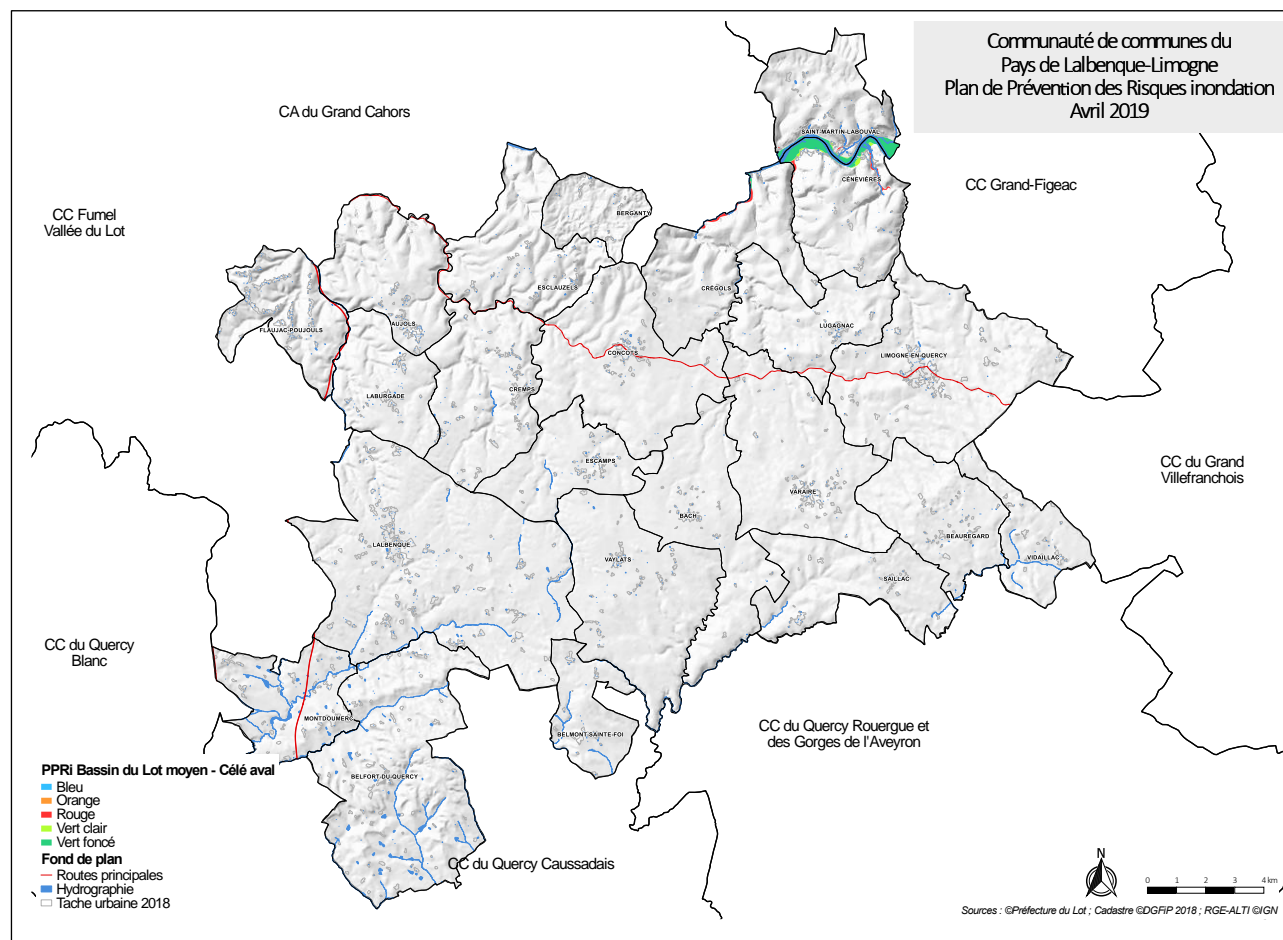 Communauté de communes du
Pays de Lalbenque-Limogne
Plan de Prévention des Risques inondation
Avril 2019
CA du Grand Cahors
SAINT-MARTIN-LABOUVAL
CÉNEVIÈRES
CC Grand-Figeac
CC Fumel
Vallée du Lot
BERGANTY
ESCLAUZELS
CRÉGOLS
FLAUJAC-POUJOULS
AUJOLS
LUGAGNAC
CONCOTS
LIMOGNE-EN-QUERCY
LABURGADE
CREMPS
ESCAMPS
CC du Grand
Villefranchois
VARAIRE
BACH
LALBENQUE
BEAUREGARD
VAYLATS
VIDAILLAC
SAILLAC
CC du Quercy
Blanc
MONTDOUMERC
BELMONT-SAINTE-FOI
CC du Quercy Rouergue et
des Gorges de l'Aveyron
BELFORT-DU-QUERCY
CC du Quercy Caussadais
PPRi Bassin du Lot moyen - Célé aval
Bleu
Orange
Rouge
Vert clair
Vert foncé
Fond de plan
Routes principales
Hydrographie
Tache urbaine 2018
N
0 1 2 3 4 km
Sources : ©Préfecture du Lot ; Cadastre ©DGFiP 2018 ; RGE-ALTI ©IGN